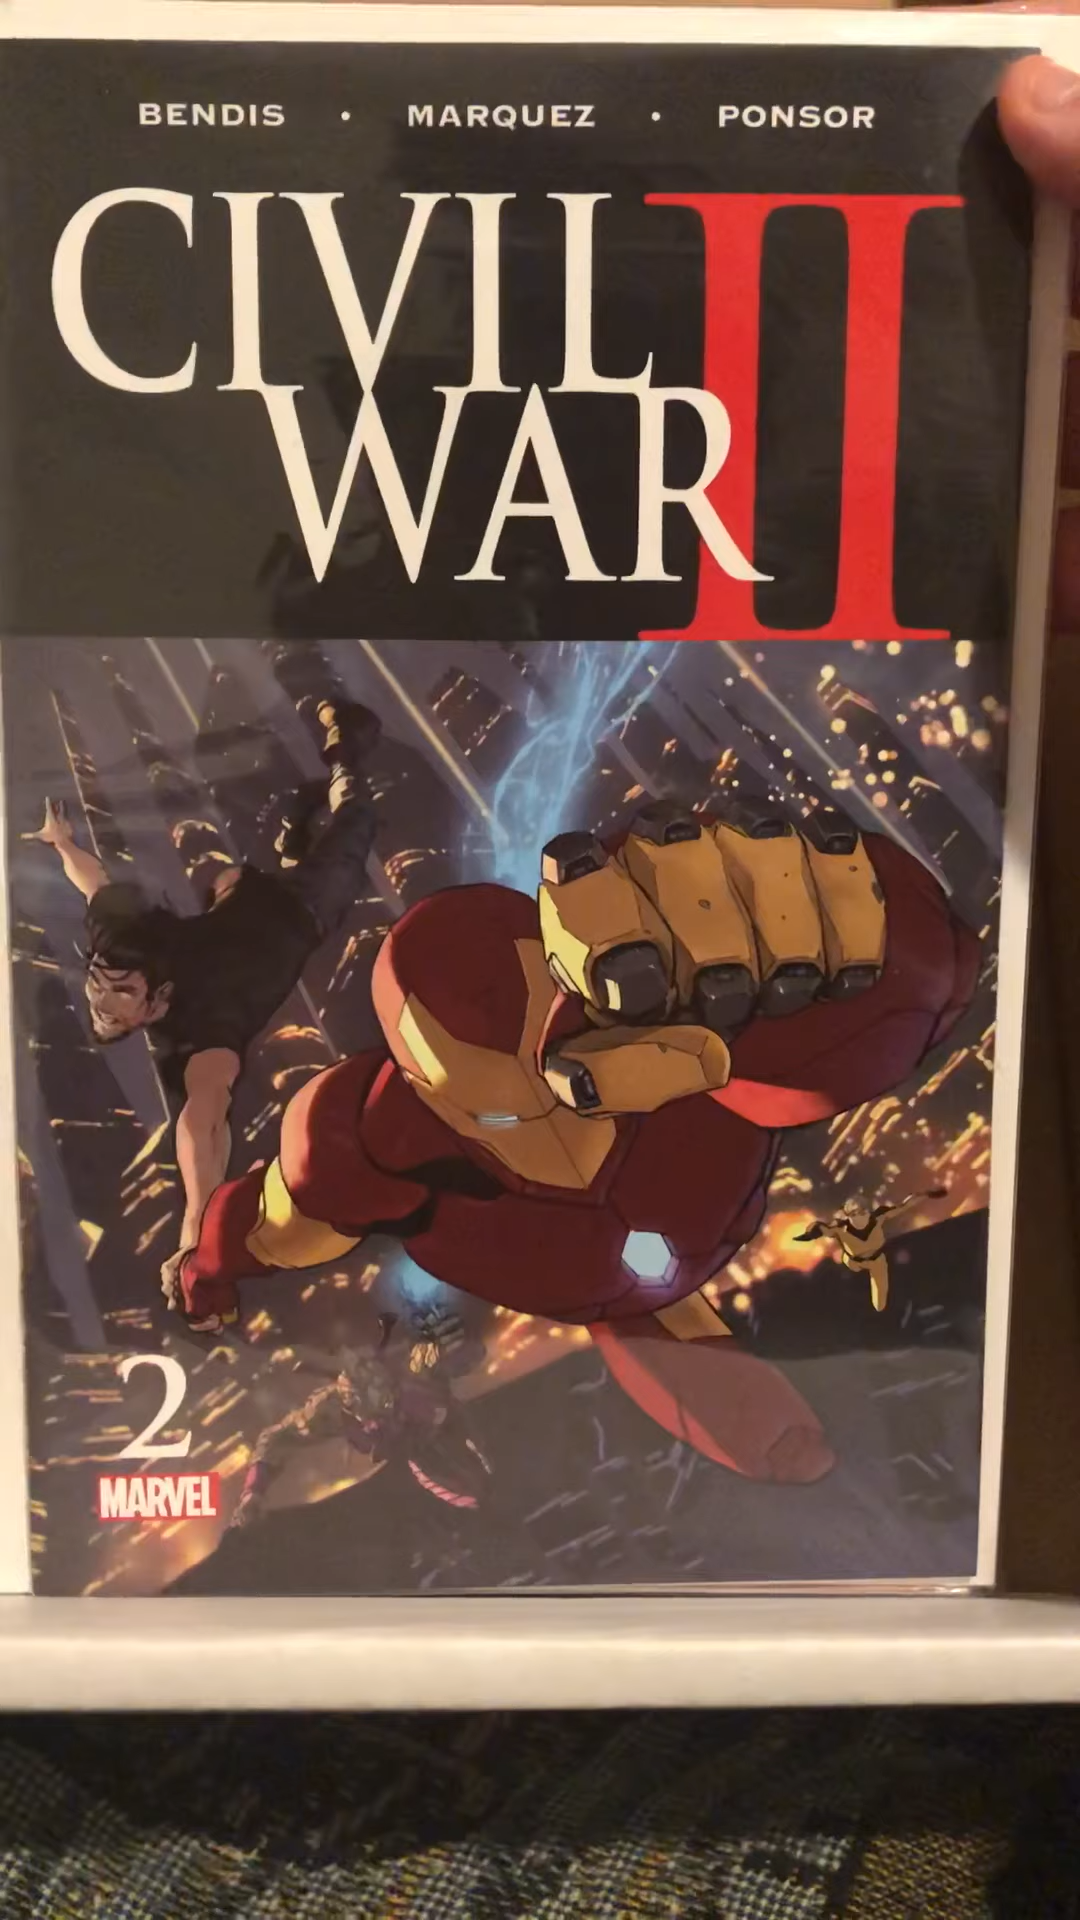 BENDIS • MARQUEZ • PONSOR
CIVIL II
WAR
2
MARVEL